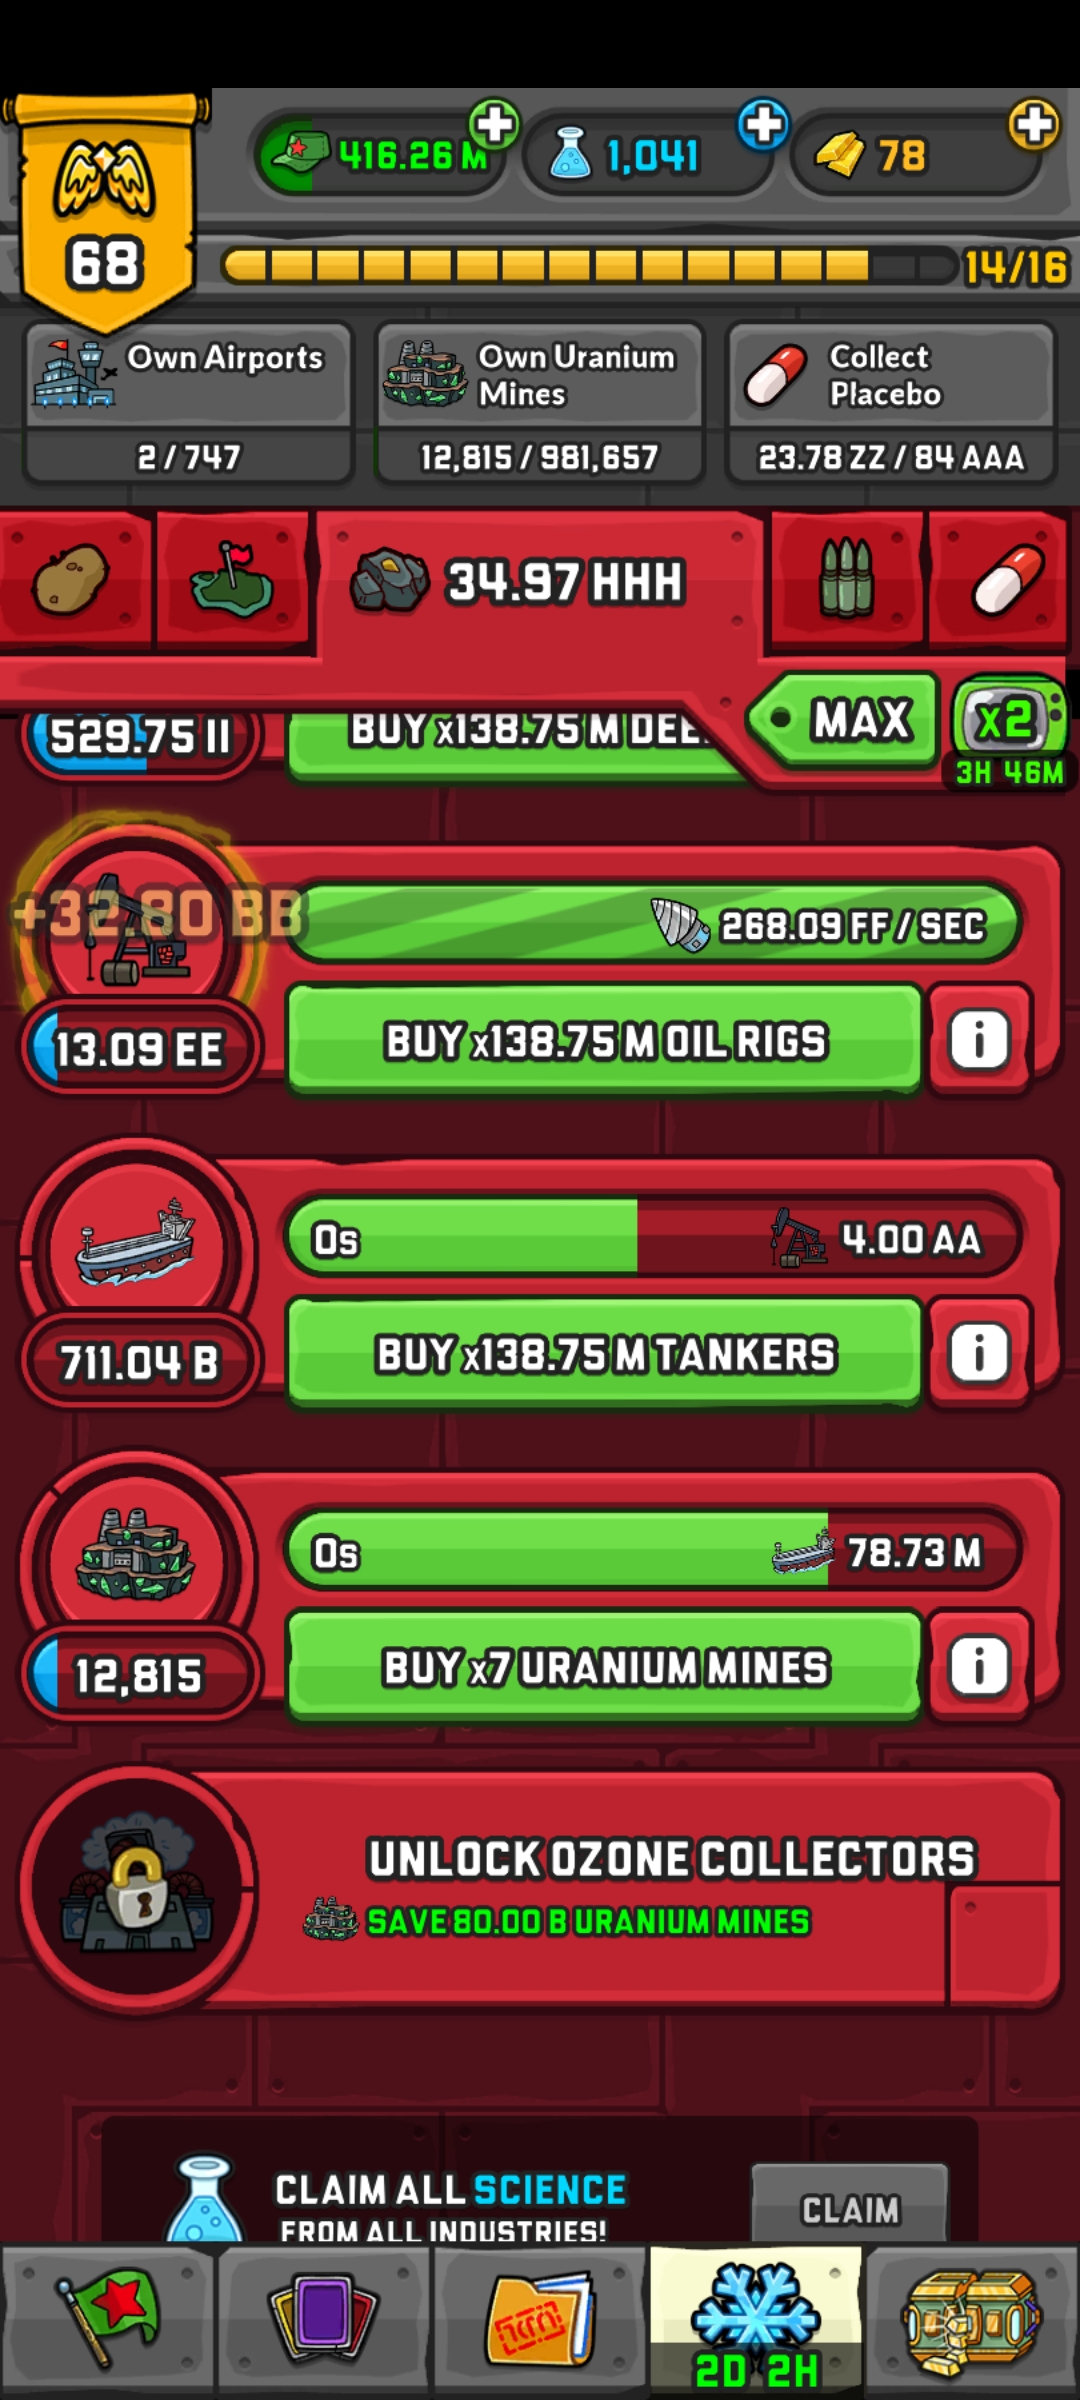 416.26 M
1,041
78
68
14/16
Own Airports
2 / 747
Own Uranium
Mines
12,815 / 981,657
Collect
Placebo
23.78 ZZ / 84 AAA
34.97 HHH
529.75 II
BUY x138.75 M DEE
MAX
x2
3H 46M
+32.80 BB
268.09 FF / SEC
13.09 EE
BUY x138.75 M OIL RIGS
i
0s
4.00 AA
711.04 B
BUY x138.75 M TANKERS
i
0s
78.73 M
12,815
BUY x7 URANIUM MINES
i
UNLOCK OZONE COLLECTORS
SAVE 80.00 B URANIUM MINES
CLAIM ALL SCIENCE
FROM ALL INDUSTRIES!
CLAIM
2D 2H